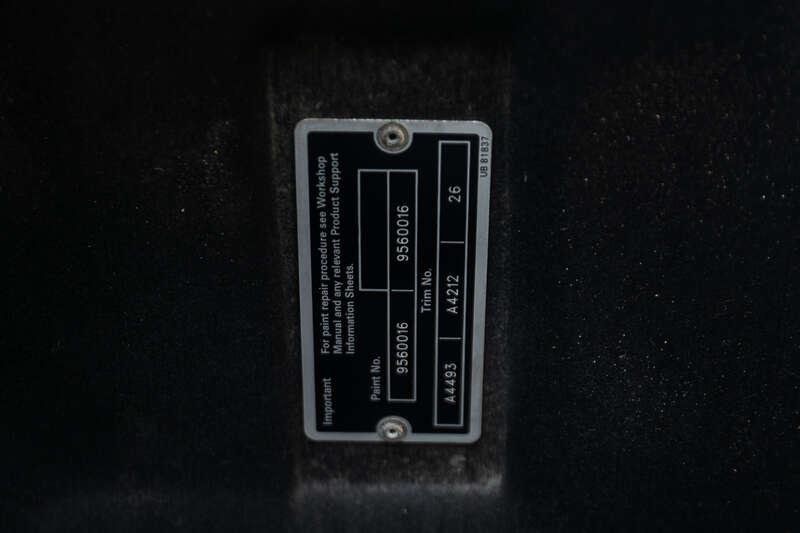 Important
For paint repair procedure see Workshop
Manual and any relevant Product Support
Information Sheets.
Paint No.
9560016 9560016
Trim No.
A4493 A4212 26
UB 81837